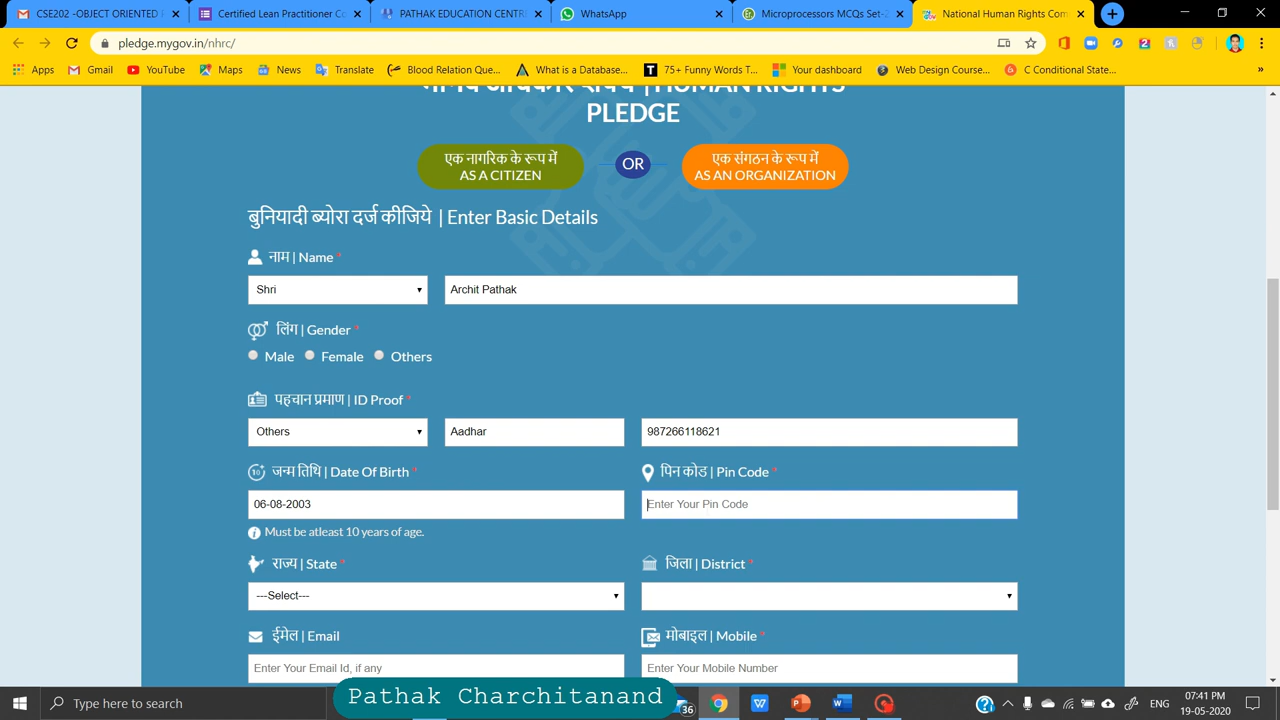 CSE202 -OBJECT ORIENTED P
Certified Lean Practitioner Co
PATHAK EDUCATION CENTRE
WhatsApp
Microprocessors MCQs Set-2
National Human Rights Com
pledge.mygov.in/nhrc/
Apps
Gmail
YouTube
Maps
News
Translate
Blood Relation Que...
What is a Database...
75+ Funny Words T...
Your dashboard
Web Design Course...
C Conditional State...
»
मानव अधिकार शपथ | HUMAN RIGHTS
PLEDGE
एक नागरिक के रूप में
AS A CITIZEN
OR
एक संगठन के रूप में
AS AN ORGANIZATION
बुनियादी ब्योरा दर्ज कीजिये | Enter Basic Details
नाम | Name *
Shri
Archit Pathak
लिंग | Gender *
Male Female Others
पहचान प्रमाण | ID Proof *
Others
Aadhar
987266118621
जन्म तिथि | Date Of Birth *
पिन कोड | Pin Code *
06-08-2003
Enter Your Pin Code
Must be atleast 10 years of age.
राज्य | State *
जिला | District *
---Select---
ईमेल | Email
मोबाइल | Mobile *
Enter Your Email Id, if any
Enter Your Mobile Number
Type here to search
Pathak Charchitanand
36
ENG
07:41 PM
19-05-2020